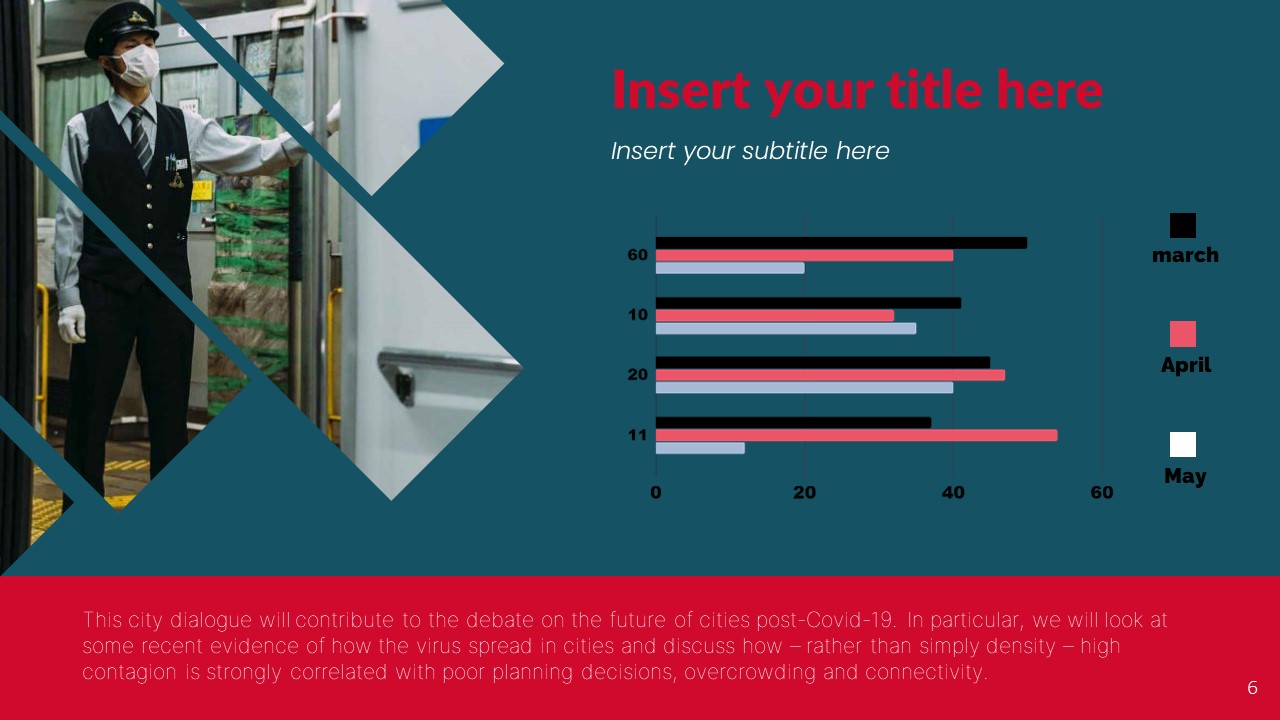 Insert your title here
Insert your subtitle here
march
60
10
April
20
11
May
0 20 40 60
This city dialogue will contribute to the debate on the future of cities post-Covid-19. In particular, we will look at
some recent evidence of how the virus spread in cities and discuss how – rather than simply density – high
contagion is strongly correlated with poor planning decisions, overcrowding and connectivity.
6